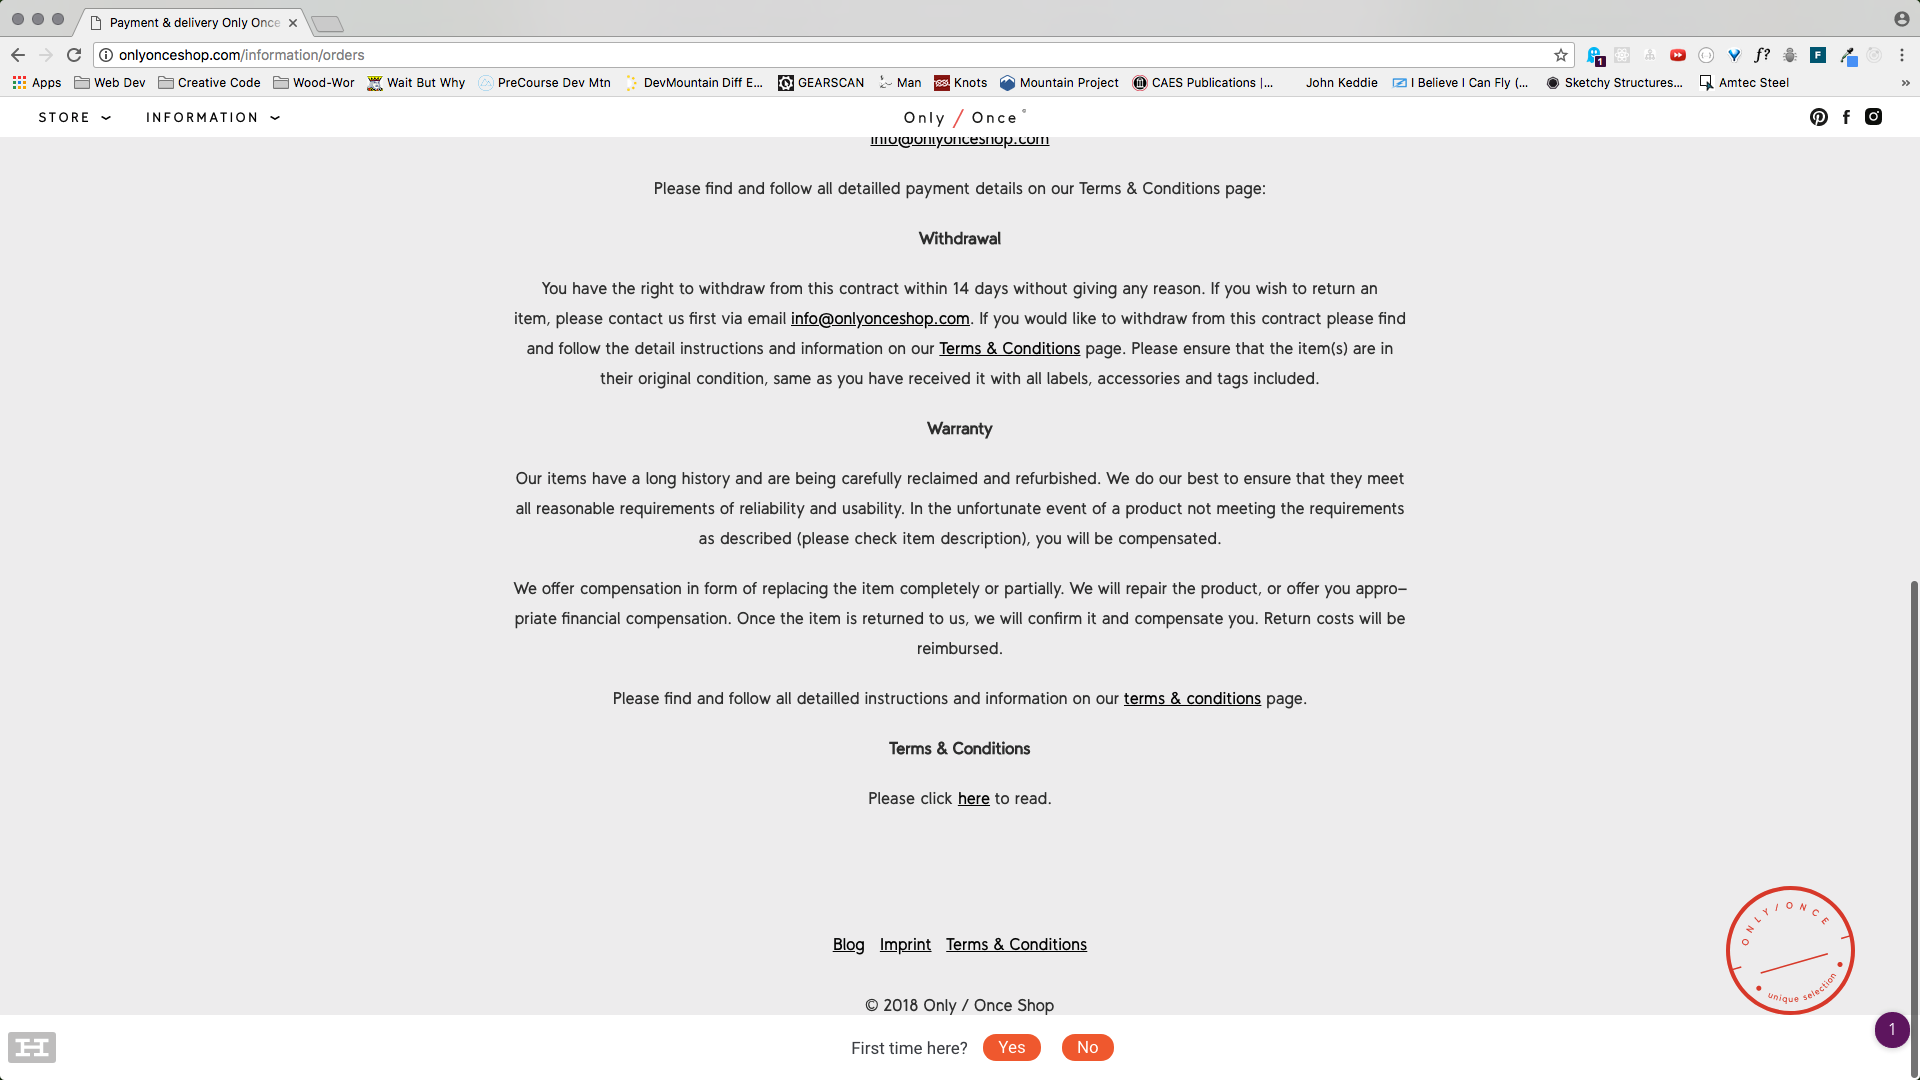 Payment & delivery Only Once
onlyonceshop.com/information/orders
1
f?
F
Apps Web Dev Creative Code Wood-Wor Wait But Why PreCourse Dev Mtn DevMountain Diff E... GEARSCAN Man Knots Mountain Project CAES Publications |... John Keddie I Believe I Can Fly (... Sketchy Structures... Amtec Steel »
STORE INFORMATION Only / Once °
info@onlyonceshop.com
Please find and follow all detailled payment details on our Terms & Conditions page:
Withdrawal
You have the right to withdraw from this contract within 14 days without giving any reason. If you wish to return an
item, please contact us first via email info@onlyonceshop.com. If you would like to withdraw from this contract please find
and follow the detail instructions and information on our Terms & Conditions page. Please ensure that the item(s) are in
their original condition, same as you have received it with all labels, accessories and tags included.
Warranty
Our items have a long history and are being carefully reclaimed and refurbished. We do our best to ensure that they meet
all reasonable requirements of reliability and usability. In the unfortunate event of a product not meeting the requirements
as described (please check item description), you will be compensated.
We offer compensation in form of replacing the item completely or partially. We will repair the product, or offer you appro–
priate financial compensation. Once the item is returned to us, we will confirm it and compensate you. Return costs will be
reimbursed.
Please find and follow all detailled instructions and information on our terms & conditions page.
Terms & Conditions
Please click here to read.
ONLY/ONCE
unique selection
Blog Imprint Terms & Conditions
© 2018 Only / Once Shop
1
First time here? Yes No